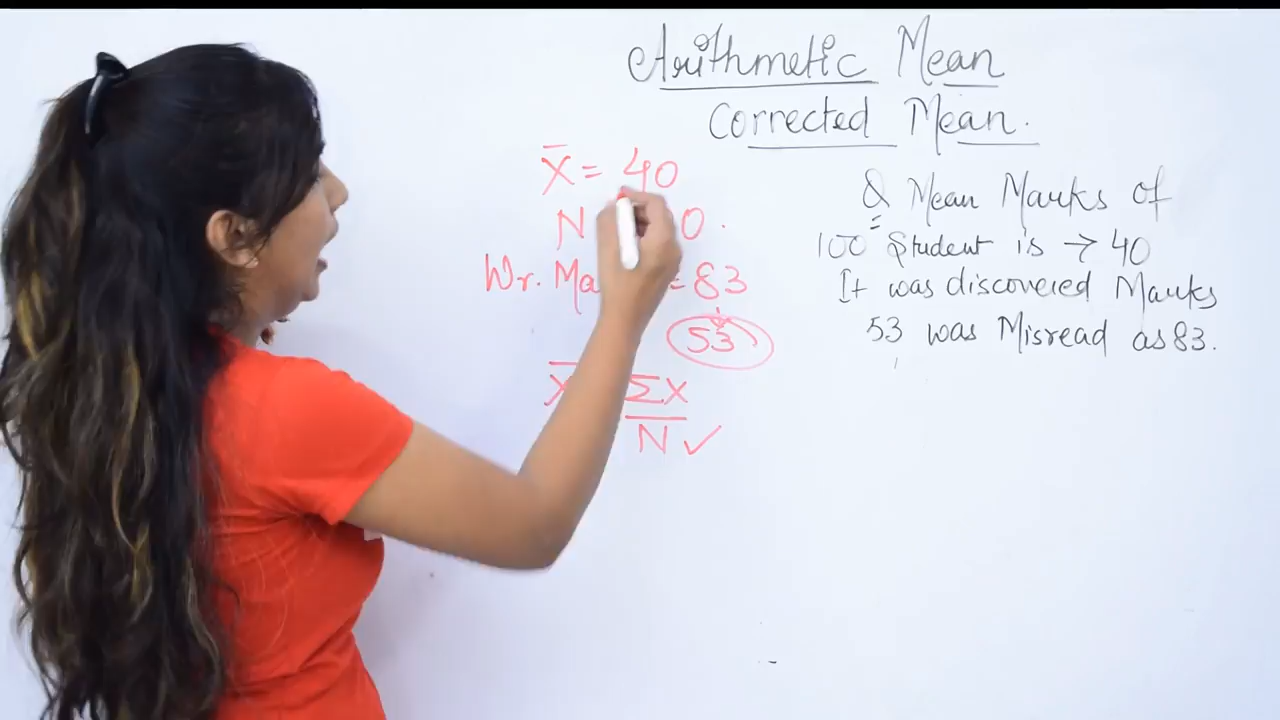 Arithmetic Mean
Corrected Mean.
X̄ = 40
N 0.
Wr. Ma = 83
53
X̄ ΣX
N ✓
Q Mean Marks of
100 Student is → 40
It was discovered Marks
53 was Misread as 83.